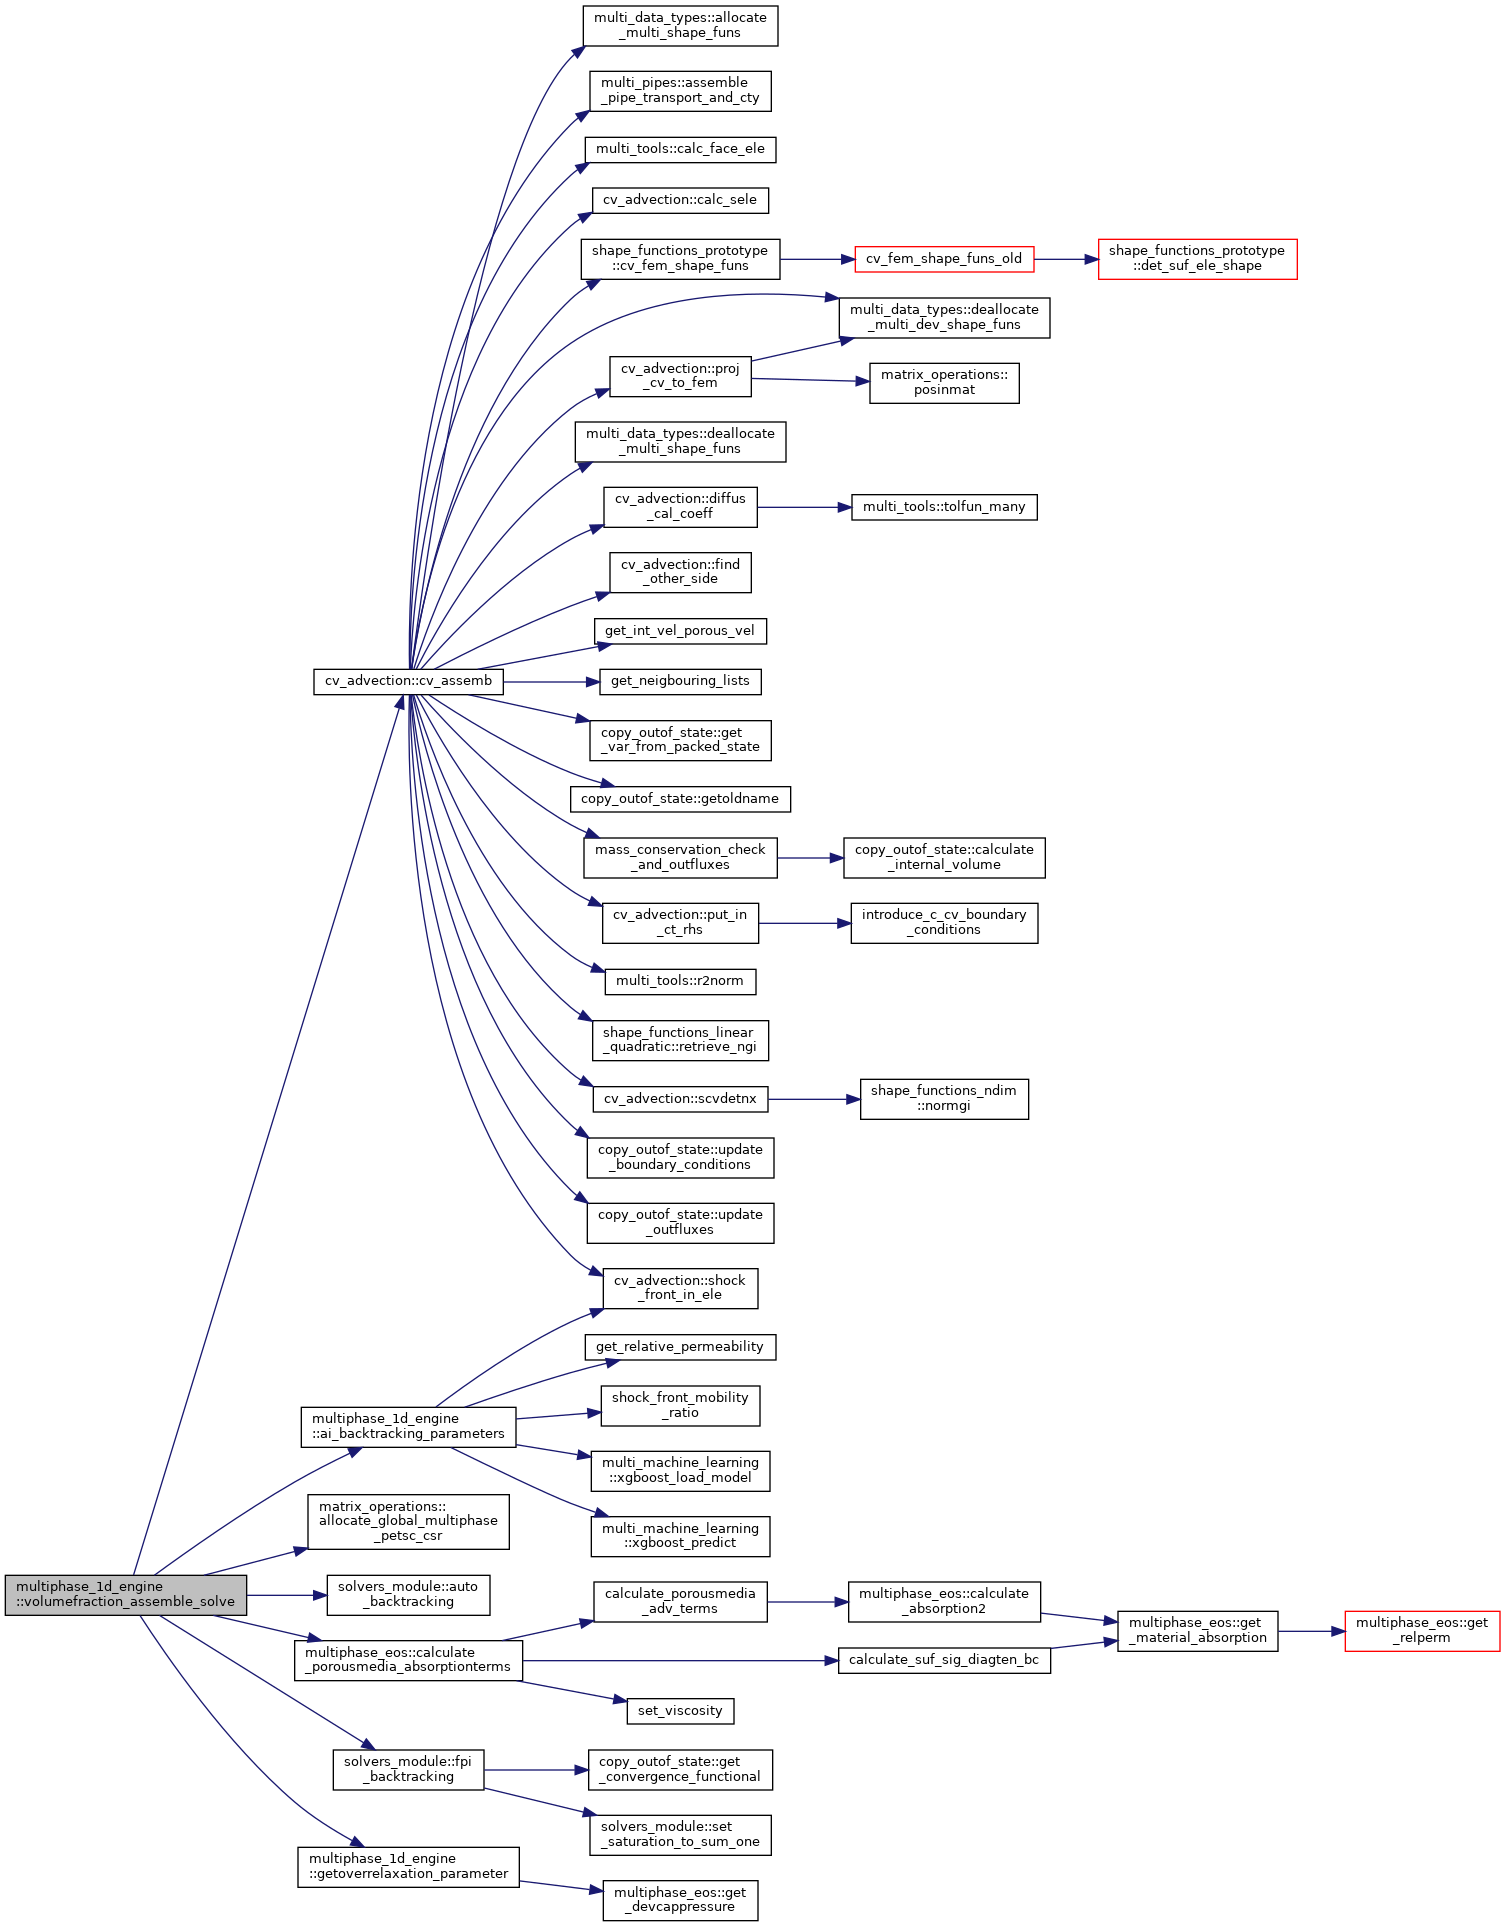 multi_data_types::allocate
_multi_shape_funs
multi_pipes::assemble
_pipe_transport_and_cty
multi_tools::calc_face_ele
cv_advection::calc_sele
shape_functions_prototype
::cv_fem_shape_funs
cv_fem_shape_funs_old
shape_functions_prototype
::det_suf_ele_shape
multi_data_types::deallocate
_multi_dev_shape_funs
cv_advection::proj
_cv_to_fem
matrix_operations::
posinmat
multi_data_types::deallocate
_multi_shape_funs
cv_advection::diffus
_cal_coeff
multi_tools::tolfun_many
cv_advection::find
_other_side
get_int_vel_porous_vel
cv_advection::cv_assemb
get_neigbouring_lists
copy_outof_state::get
_var_from_packed_state
copy_outof_state::getoldname
mass_conservation_check
_and_outfluxes
copy_outof_state::calculate
_internal_volume
cv_advection::put_in
_ct_rhs
introduce_c_cv_boundary
_conditions
multi_tools::r2norm
shape_functions_linear
_quadratic::retrieve_ngi
cv_advection::scvdetnx
shape_functions_ndim
::normgi
copy_outof_state::update
_boundary_conditions
copy_outof_state::update
_outfluxes
cv_advection::shock
_front_in_ele
get_relative_permeability
shock_front_mobility
_ratio
multiphase_1d_engine
::ai_backtracking_parameters
multi_machine_learning
::xgboost_load_model
multi_machine_learning
::xgboost_predict
matrix_operations::
allocate_global_multiphase
_petsc_csr
multiphase_1d_engine
::volumefraction_assemble_solve
solvers_module::auto
_backtracking
calculate_porousmedia
_adv_terms
multiphase_eos::calculate
_absorption2
multiphase_eos::get
_material_absorption
multiphase_eos::get
_relperm
multiphase_eos::calculate
_porousmedia_absorptionterms
calculate_suf_sig_diagten_bc
set_viscosity
solvers_module::fpi
_backtracking
copy_outof_state::get
_convergence_functional
solvers_module::set
_saturation_to_sum_one
multiphase_1d_engine
::getoverrelaxation_parameter
multiphase_eos::get
_devcappressure